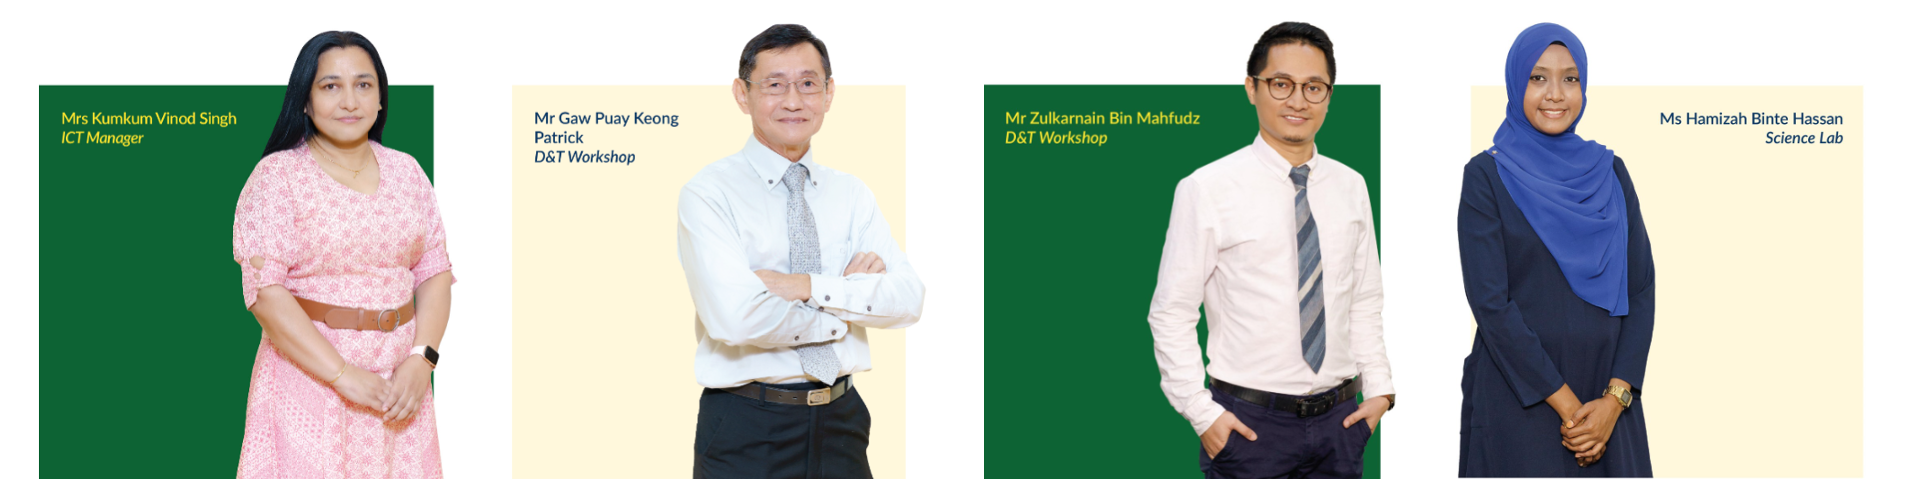 Mrs Kumkum Vinod Singh
ICT Manager
Mr Gaw Puay Keong
Patrick
D&T Workshop
Mr Zulkarnain Bin Mahfudz
D&T Workshop
Ms Hamizah Binte Hassan
Science Lab